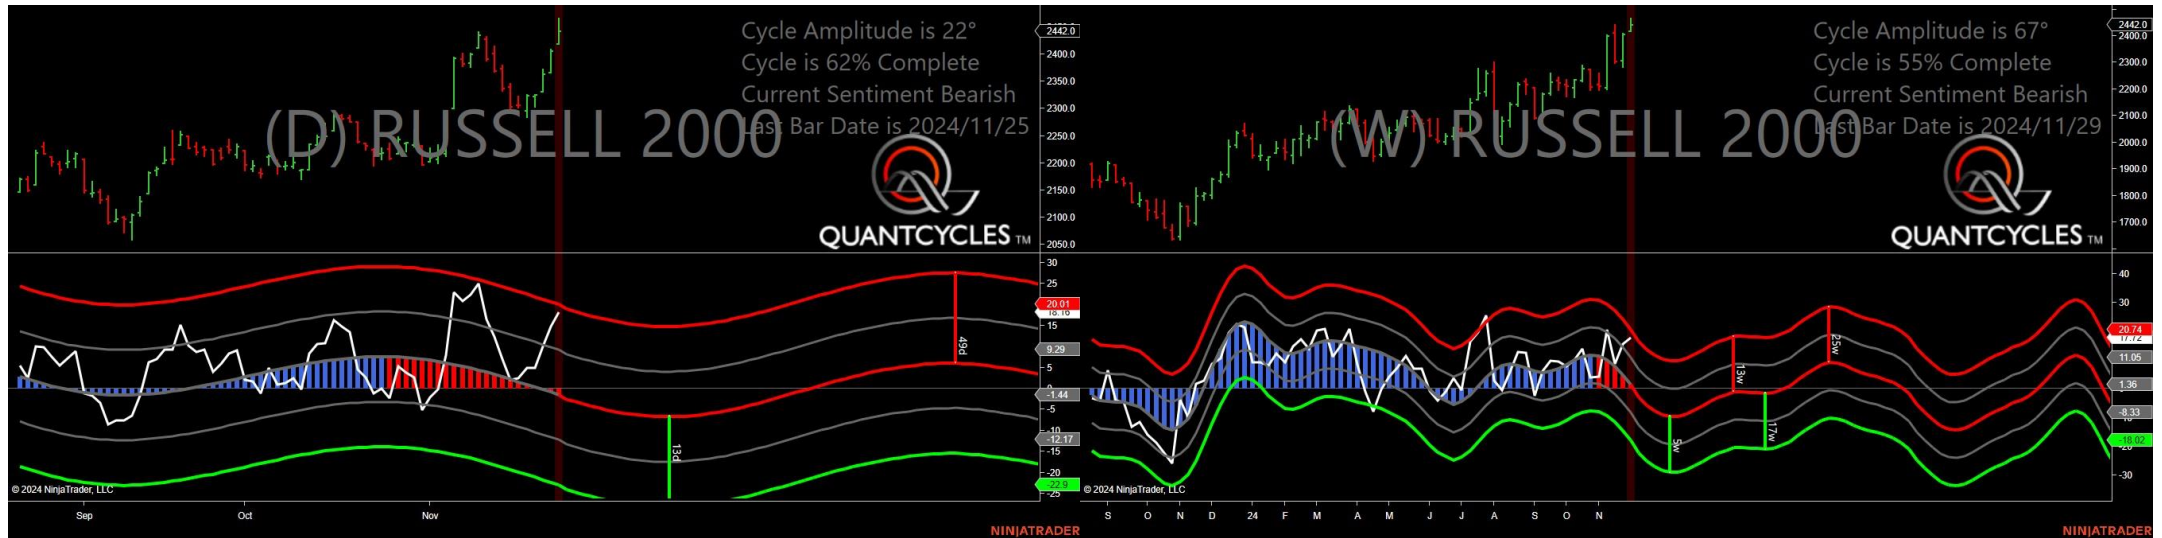 Cycle Amplitude is 22°
Cycle is 62% Complete
Current Sentiment Bearish
Last Bar Date is 2024/11/25
(D) RUSSELL 2000
QUANTCYCLES TM
2442.0
2400.0
2350.0
2300.0
2250.0
2200.0
2150.0
2100.0
2050.0
30
25
20.01
18.16
15
9.29
5
0
-1.44
-5
-10
-12.17
-15
-20
-22.9
-25
49d
13d
© 2024 NinjaTrader, LLC
Sep
Oct
Nov
NINJATRADER
Cycle Amplitude is 67°
Cycle is 55% Complete
Current Sentiment Bearish
Last Bar Date is 2024/11/29
(W) RUSSELL 2000
QUANTCYCLES TM
2442.0
2400.0
2300.0
2200.0
2100.0
2000.0
1900.0
1800.0
1700.0
40
30
20.74
17.72
11.05
1.36
-8.33
-18.02
-20
-30
13w
25w
5w
17w
© 2024 NinjaTrader, LLC
S
O
N
D
24
F
M
A
M
J
J
A
S
O
N
NINJATRADER